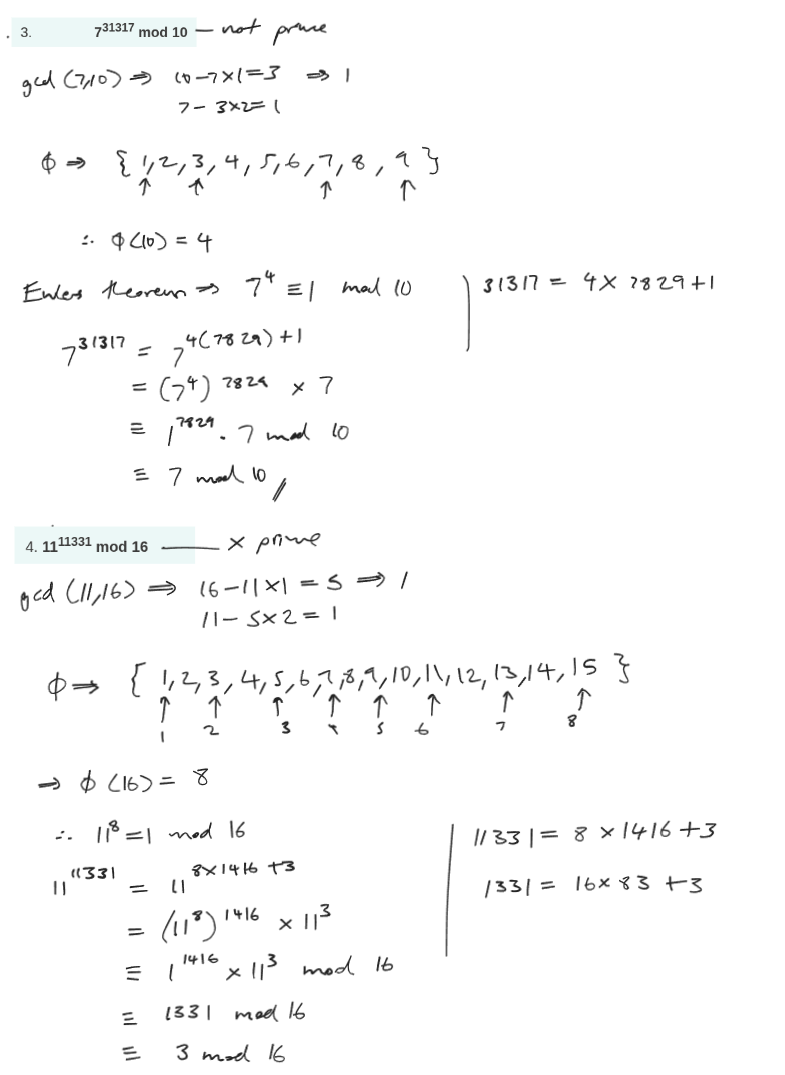 3. 7^31317 mod 10 — not prime
gcd (7,10) ⇒ 10-7×1=3 ⇒ 1
7-3×2=1
Φ ⇒ { 1,2,3,4,5,6,7,8,9 }
∴ Φ(10) = 4
Eulers theorem ⇒ 7^4 ≡ 1 mod 10
31317 = 4 × 7829+1
7^31317 = 7^4(7829)+1
= (7^4)^7829 × 7
≡ 1^7829 . 7 mod 10
≡ 7 mod 10 //
4. 11^11331 mod 16 — × prime
gcd (11,16) ⇒ 16-11×1 = 5 ⇒ 1
11- 5×2 = 1
Φ ⇒ { 1,2,3,4,5,6,7,8,9,10,11,12,13,14,15 }
1 2 3 4 5 6 7 8
⇒ Φ (16) = 8
∴ 11^8 = 1 mod 16
11331 = 8 × 1416 + 3
11^11331 = 11^8×1416 +3
1331 = 16× 83 + 3
= (11^8)^1416 × 11^3
≡ 1^1416 × 11^3 mod 16
≡ 1331 mod 16
≡ 3 mod 16